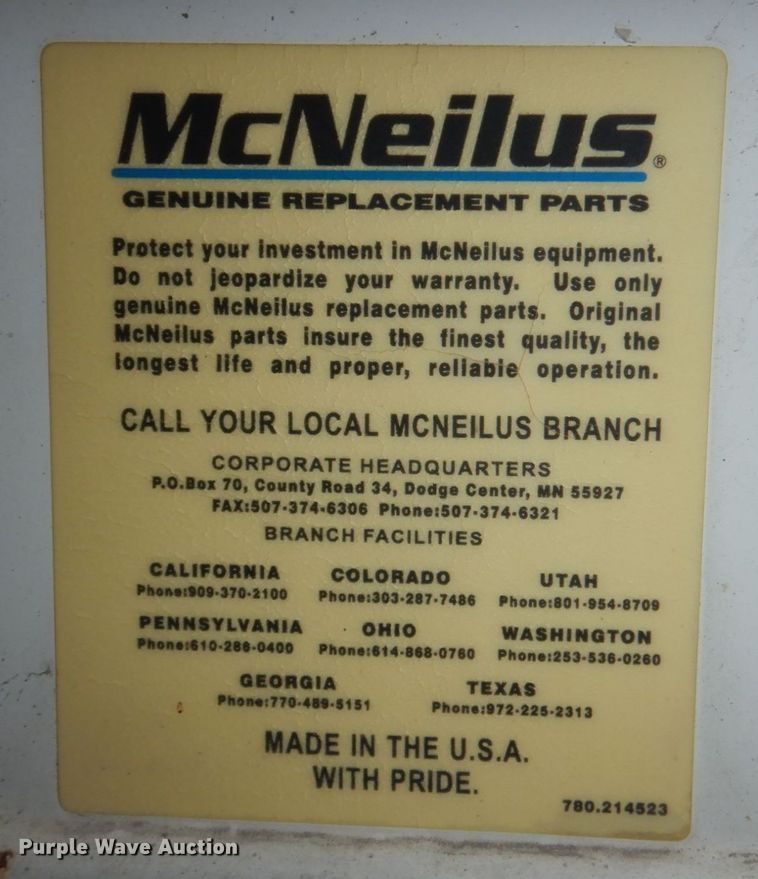 McNeilus®
GENUINE REPLACEMENT PARTS
Protect your investment in McNeilus equipment.
Do not jeopardize your warranty. Use only
genuine McNeilus replacement parts. Original
McNeilus parts insure the finest quality, the
longest life and proper, reliable operation.
CALL YOUR LOCAL MCNEILUS BRANCH
CORPORATE HEADQUARTERS
P.O.Box 70, County Road 34, Dodge Center, MN 55927
FAX:507-374-6306 Phone:507-374-6321
BRANCH FACILITIES
CALIFORNIA COLORADO UTAH
Phone:909-370-2100 Phone:303-287-7486 Phone:801-954-8709
PENNSYLVANIA OHIO WASHINGTON
Phone:610-286-0400 Phone:614-868-0760 Phone:253-536-0260
GEORGIA TEXAS
Phone:770-489-5151 Phone:972-225-2313
MADE IN THE U.S.A.
WITH PRIDE.
780.214523
Purple Wave Auction